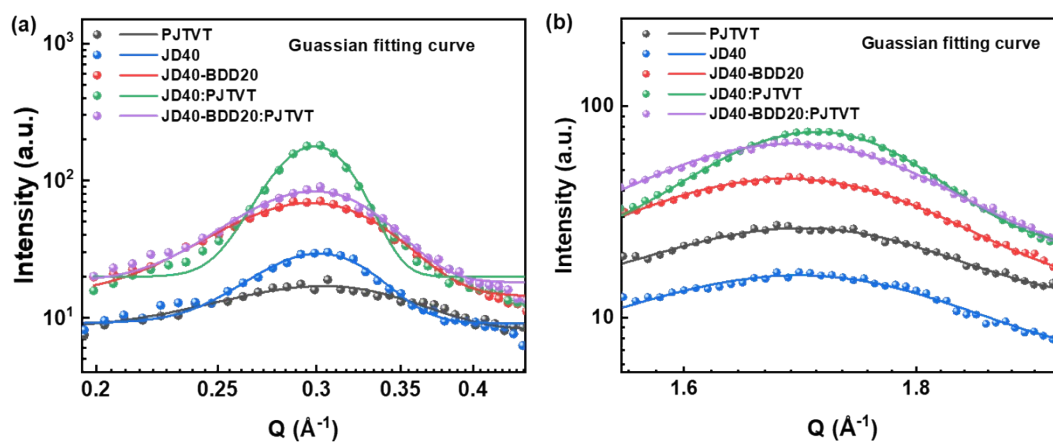 (a)
10³
10²
10¹
Intensity (a.u.)
PJTVT
JD40
JD40-BDD20
JD40:PJTVT
JD40-BDD20:PJTVT
Guassian fitting curve
0.2 0.25 0.3 0.35 0.4
Q (Å⁻¹)
(b)
100
10
Intensity (a.u.)
PJTVT
JD40
JD40-BDD20
JD40:PJTVT
JD40-BDD20:PJTVT
Guassian fitting curve
1.6 1.8
Q (Å⁻¹)